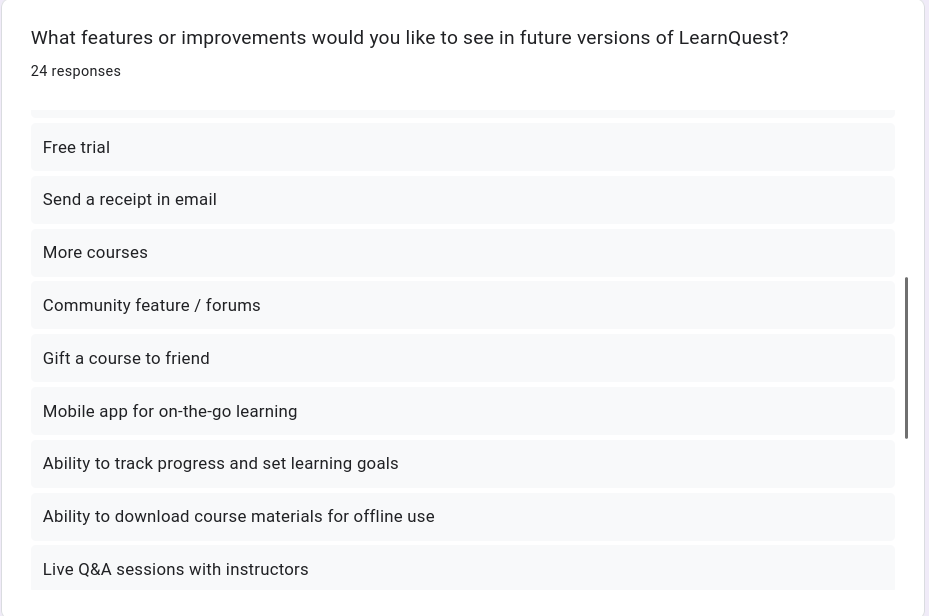 What features or improvements would you like to see in future versions of LearnQuest?
24 responses
Free trial
Send a receipt in email
More courses
Community feature / forums
Gift a course to friend
Mobile app for on-the-go learning
Ability to track progress and set learning goals
Ability to download course materials for offline use
Live Q&A sessions with instructors